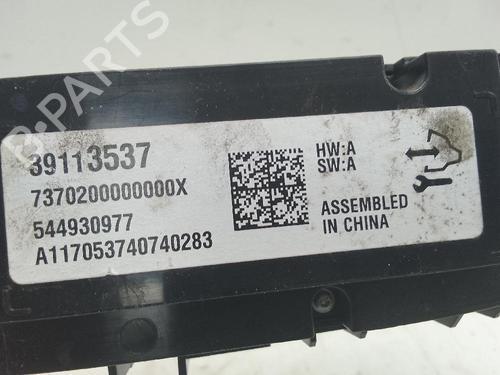 B-PARTS
39113537
7370200000000X
544930977
A117053740740283
HW:A
SW:A
ASSEMBLED
IN CHINA